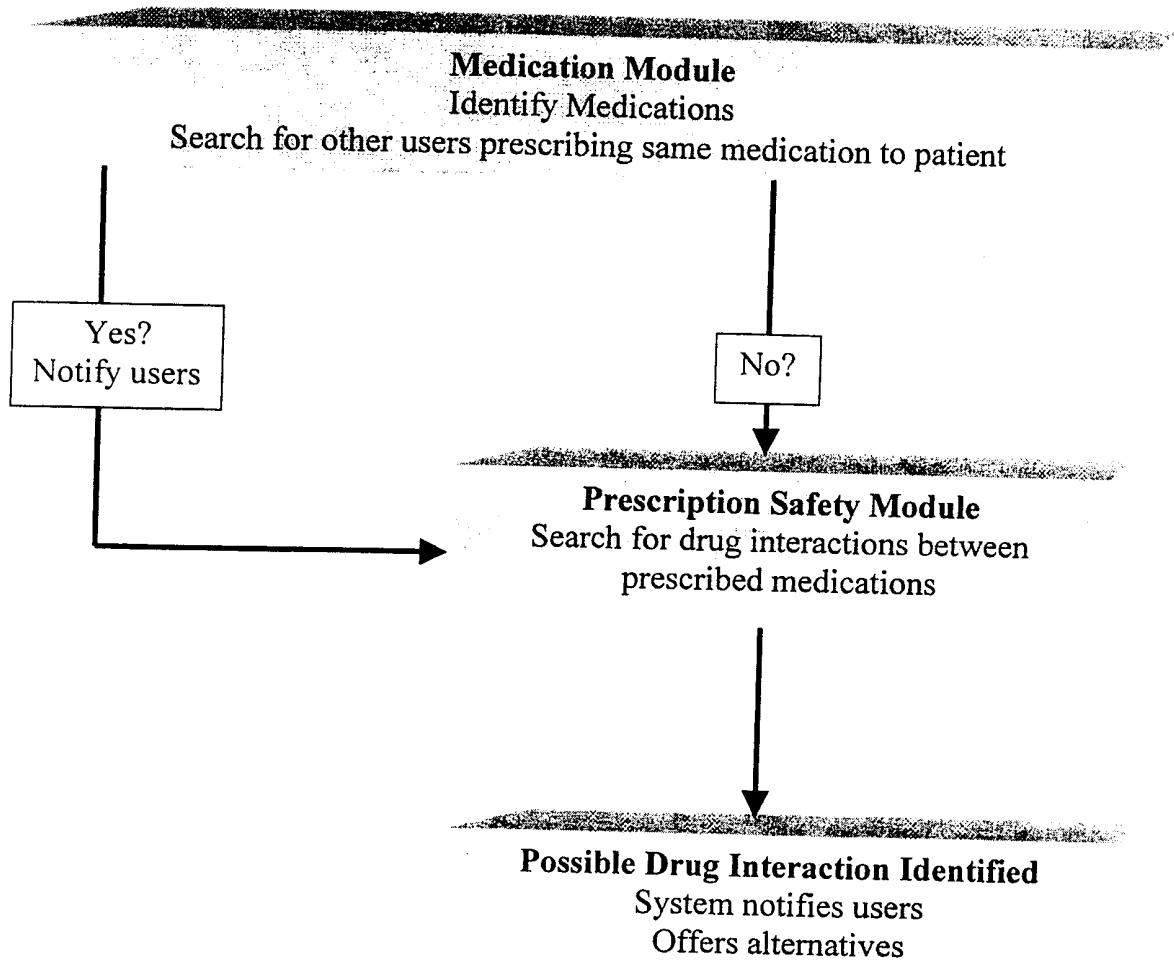 Medication Module
Identify Medications
Search for other users prescribing same medication to patient
Yes?
Notify users
No?
Prescription Safety Module
Search for drug interactions between
prescribed medications
Possible Drug Interaction Identified
System notifies users
Offers alternatives